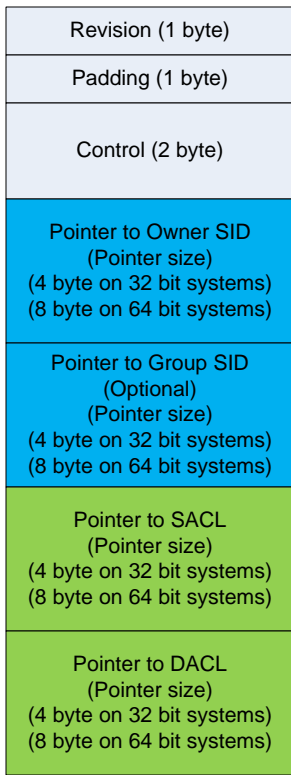 Revision (1 byte)
Padding (1 byte)
Control (2 byte)
Pointer to Owner SID
(Pointer size)
(4 byte on 32 bit systems)
(8 byte on 64 bit systems)
Pointer to Group SID
(Optional)
(Pointer size)
(4 byte on 32 bit systems)
(8 byte on 64 bit systems)
Pointer to SACL
(Pointer size)
(4 byte on 32 bit systems)
(8 byte on 64 bit systems)
Pointer to DACL
(Pointer size)
(4 byte on 32 bit systems)
(8 byte on 64 bit systems)